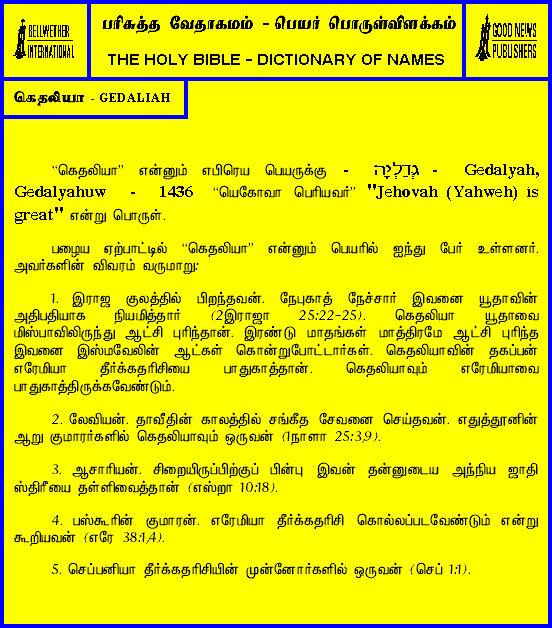 BELLWETHER
INTERNATIONAL
பரிசுத்த வேதாகமம் - பெயர் பொருள்விளக்கம்
THE HOLY BIBLE - DICTIONARY OF NAMES
GOOD NEWS
PUBLISHERS
கெதலியா - GEDALIAH
“கெதலியா” என்னும் எபிரெய பெயருக்கு - גְּדַלְיָה - Gedalyah,
Gedalyahuw - 1436 “யெகோவா பெரியவர்” "Jehovah (Yahweh) is
great" என்று பொருள்.
பழைய ஏற்பாட்டில் “கெதலியா” என்னும் பெயரில் ஐந்து பேர் உள்ளனர்.
அவர்களின் விவரம் வருமாறு:
1. இராஜ குலத்தில் பிறந்தவன். நேபுகாத் நேச்சார் இவனை யூதாவின்
அதிபதியாக நியமித்தார் (2இராஜா 25:22-25). கெதலியா யூதாவை
மிஸ்பாவிலிருந்து ஆட்சி புரிந்தான். இரண்டு மாதங்கள் மாத்திரமே ஆட்சி புரிந்த
இவனை இஸ்மவேலின் ஆட்கள் கொன்றுபோட்டார்கள். கெதலியாவின் தகப்பன்
எரேமியா தீர்க்கதரிசியை பாதுகாத்தான். கெதலியாவும் எரேமியாவை
பாதுகாத்திருக்கவேண்டும்.
2. லேவியன். தாவீதின் காலத்தில் சங்கீத சேவனை செய்தவன். எதுத்தூனின்
ஆறு குமாரர்களில் கெதலியாவும் ஒருவன் (1நாளா 25:3,9).
3. ஆசாரியன். சிறையிருப்பிற்குப் பின்பு இவன் தன்னுடைய அந்நிய ஜாதி
ஸ்திரீயை தள்ளிவைத்தான் (எஸ்றா 10:18).
4. பஸ்கூரின் குமாரன். எரேமியா தீர்க்கதரிசி கொல்லப்படவேண்டும் என்று
கூறியவன் (எரே 38:1,4).
5. செப்பனியா தீர்க்கதரிசியின் முன்னோர்களில் ஒருவன் (செப் 1:1).